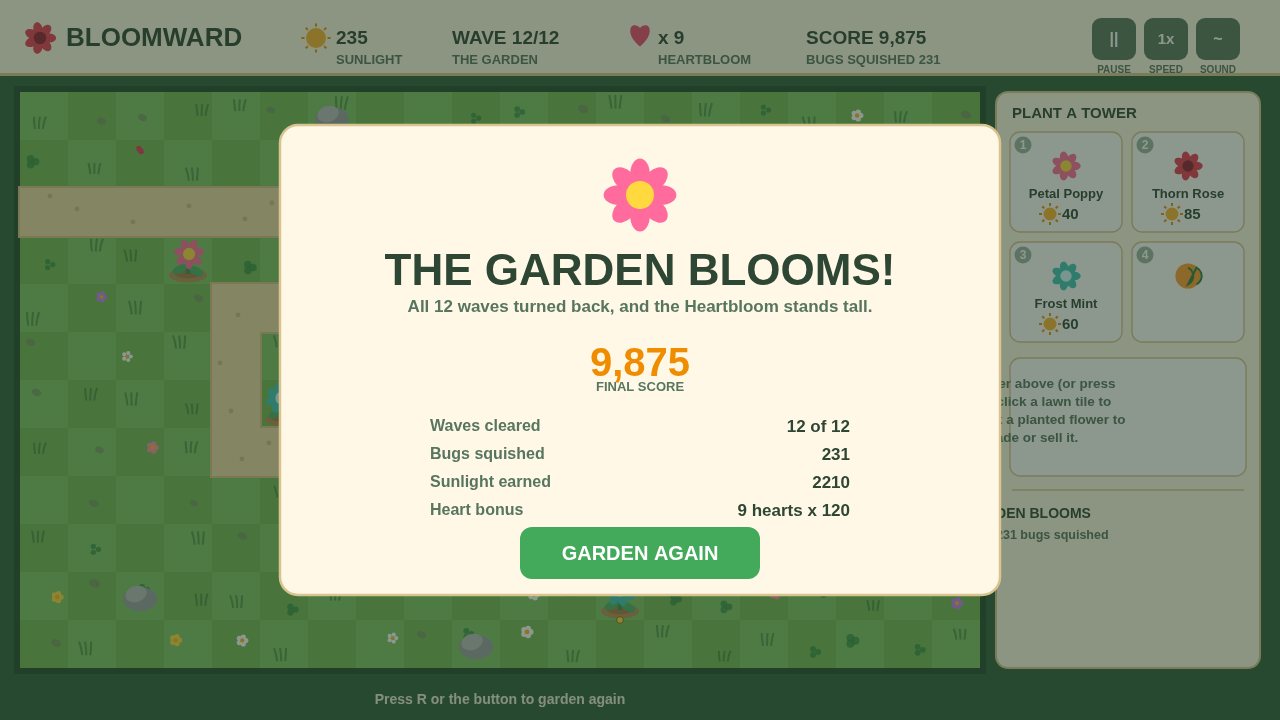 BLOOMWARD
235
SUNLIGHT
WAVE 12/12
THE GARDEN
x 9
HEARTBLOOM
SCORE 9,875
BUGS SQUISHED 231
||
1x
~
PAUSE
SPEED
SOUND
PLANT A TOWER
1
Petal Poppy
40
2
Thorn Rose
85
3
Frost Mint
60
4
er above (or press
click a lawn tile to
a planted flower to
ade or sell it.
DEN BLOOMS
231 bugs squished
THE GARDEN BLOOMS!
All 12 waves turned back, and the Heartbloom stands tall.
9,875
FINAL SCORE
Waves cleared 12 of 12
Bugs squished 231
Sunlight earned 2210
Heart bonus 9 hearts x 120
GARDEN AGAIN
Press R or the button to garden again